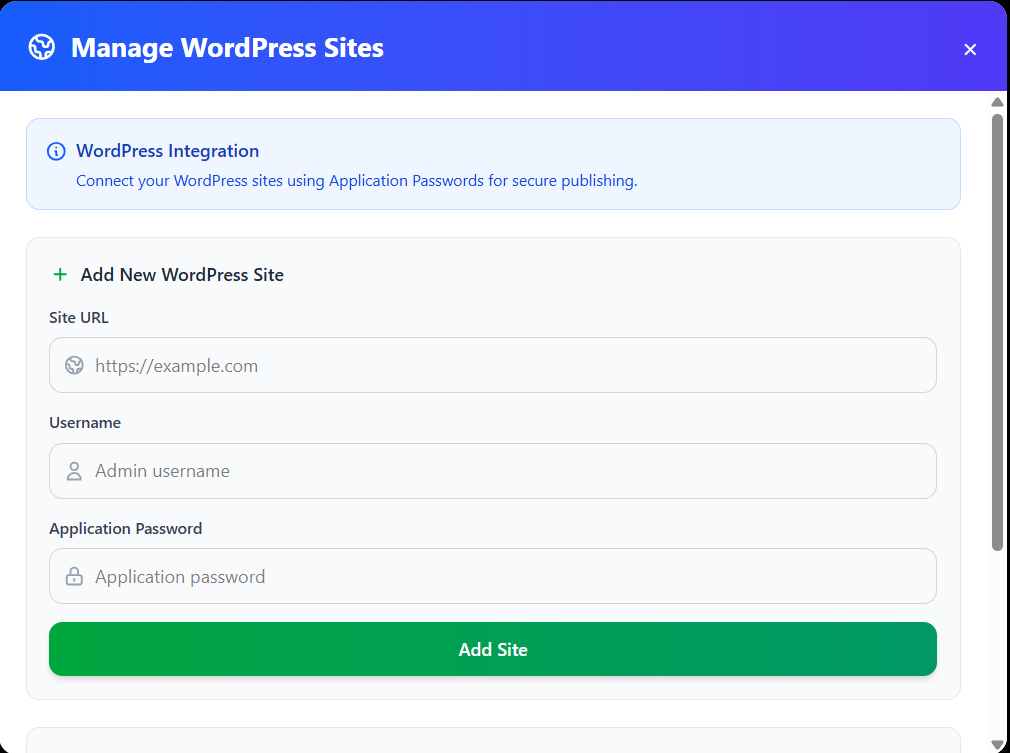 Manage WordPress Sites
WordPress Integration
Connect your WordPress sites using Application Passwords for secure publishing.
Add New WordPress Site
Site URL
https://example.com
Username
Admin username
Application Password
Application password
Add Site